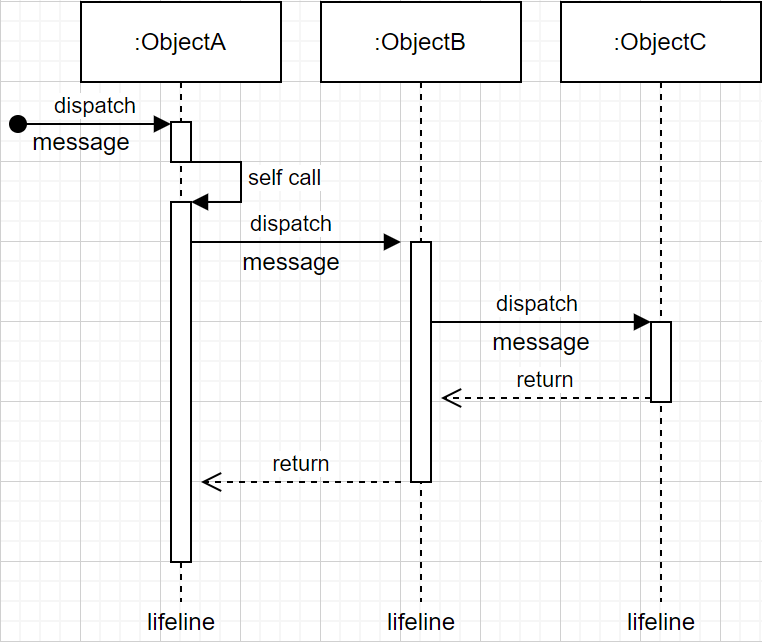 :ObjectA
:ObjectB
:ObjectC
dispatch
message
self call
dispatch
message
dispatch
message
return
return
lifeline
lifeline
lifeline